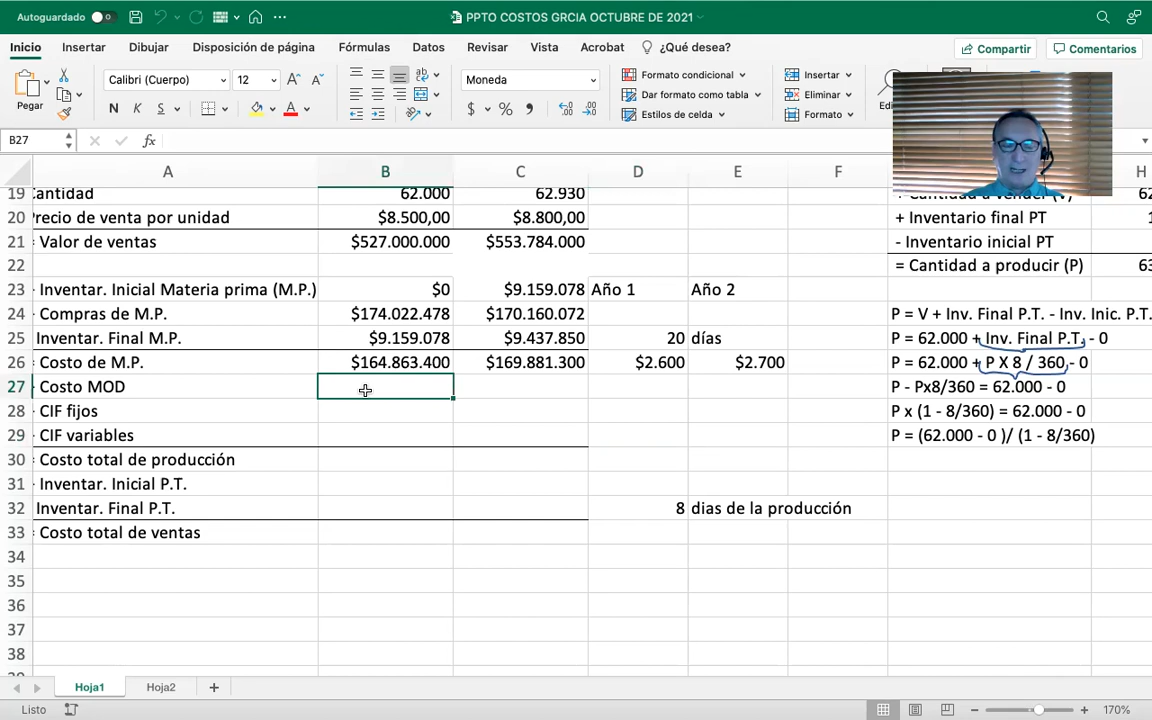 Autoguardado
PPTO COSTOS GRCIA OCTUBRE DE 2021
Inicio Insertar Dibujar Disposición de página Fórmulas Datos Revisar Vista Acrobat ¿Qué desea? Compartir Comentarios
Pegar Calibri (Cuerpo) 12 Moneda Formato condicional Insertar
N K S $ % Dar formato como tabla Eliminar
Estilos de celda Formato
B27 fx
A B C D E F H
19 Cantidad 62.000 62.930
20 Precio de venta por unidad $8.500,00 $8.800,00 + Inventario final PT
21 = Valor de ventas $527.000.000 $553.784.000 - Inventario inicial PT
22 = Cantidad a producir (P) 63
23 Inventar. Inicial Materia prima (M.P.) $0 $9.159.078 Año 1 Año 2
24 Compras de M.P. $174.022.478 $170.160.072 P = V + Inv. Final P.T. - Inv. Inic. P.T.
25 Inventar. Final M.P. $9.159.078 $9.437.850 20 días P = 62.000 + Inv. Final P.T. - 0
26 Costo de M.P. $164.863.400 $169.881.300 $2.600 $2.700 P = 62.000 + P X 8 / 360 - 0
27 Costo MOD P - Px8/360 = 62.000 - 0
28 CIF fijos P x (1 - 8/360) = 62.000 - 0
29 CIF variables P = (62.000 - 0 )/ (1 - 8/360)
30 Costo total de producción
31 Inventar. Inicial P.T.
32 Inventar. Final P.T. 8 dias de la producción
33 Costo total de ventas
34
35
36
37
38
Hoja1 Hoja2 +
Listo 170%